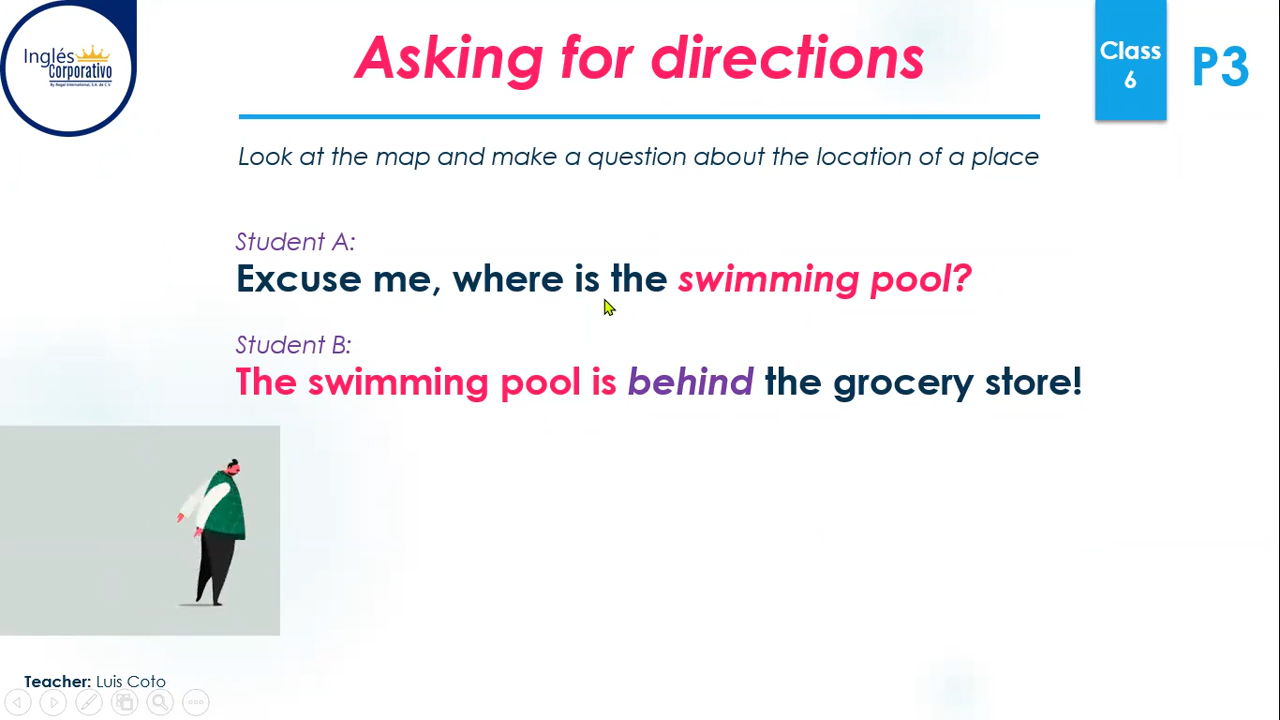 Inglés
Corporativo
By Regal International, S.A. de C.V.
Asking for directions
Class
6
P3
Look at the map and make a question about the location of a place
Student A:
Excuse me, where is the swimming pool?
Student B:
The swimming pool is behind the grocery store!
Teacher: Luis Coto